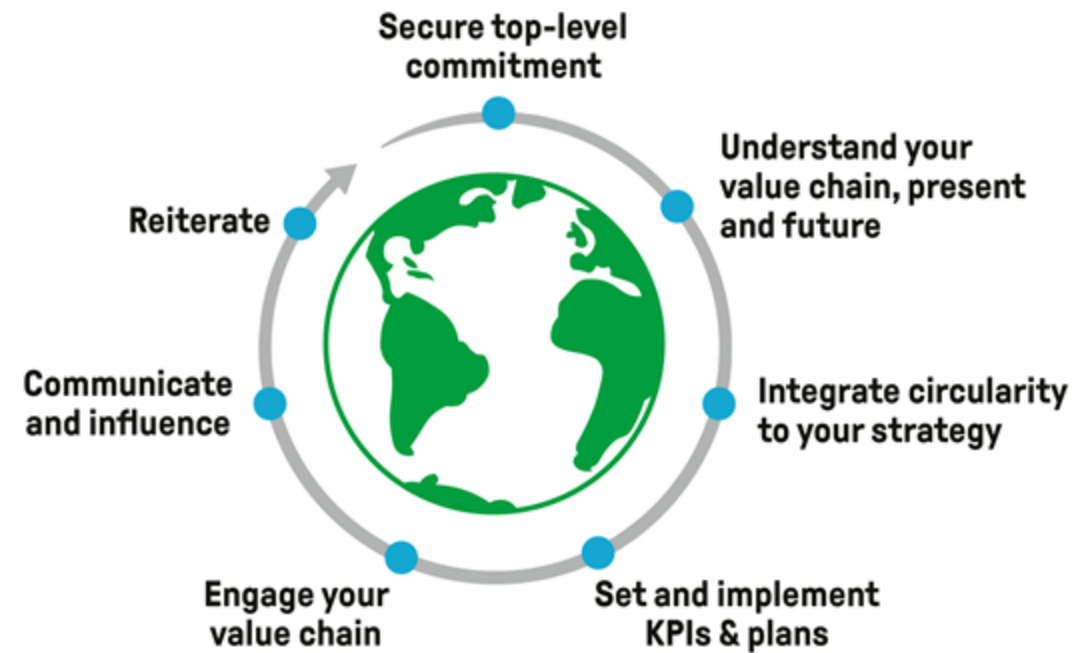 Secure top-level
commitment
Understand your
value chain, present
and future
Integrate circularity
to your strategy
Set and implement
KPIs & plans
Engage your
value chain
Communicate
and influence
Reiterate